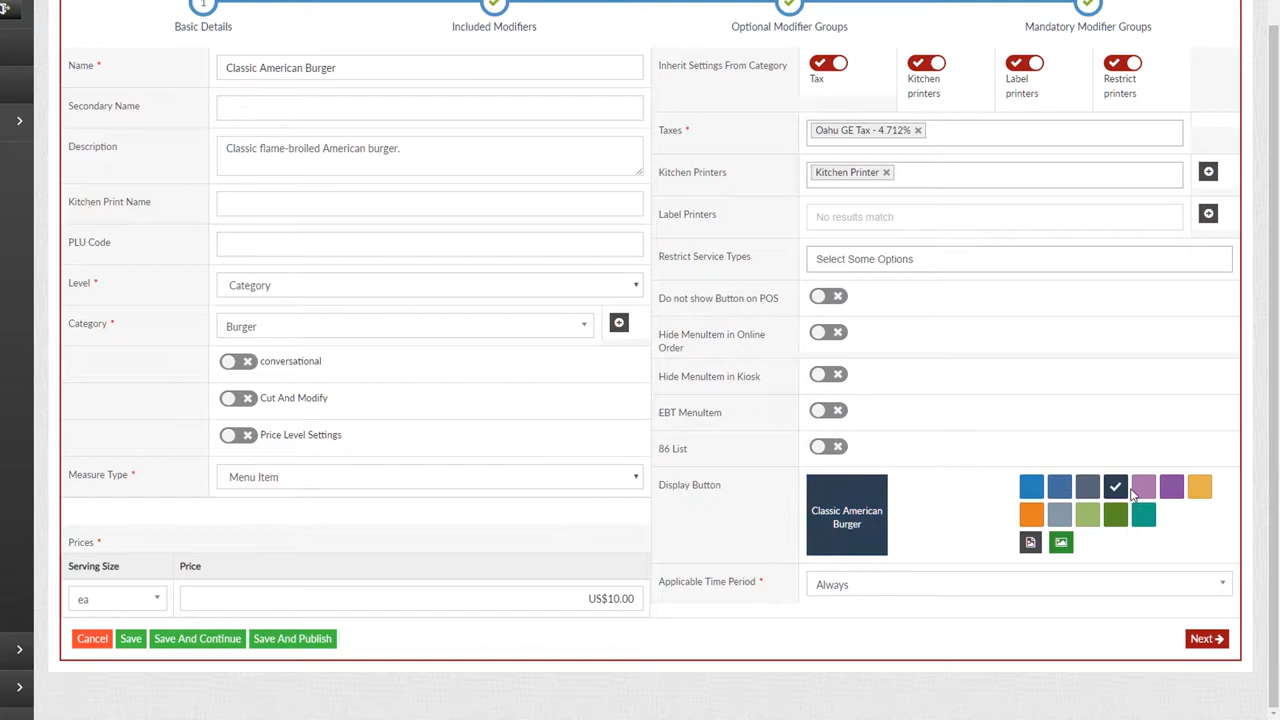 1
Basic Details
Included Modifiers
Optional Modifier Groups
Mandatory Modifier Groups
Name *
Classic American Burger
Secondary Name
Description
Classic flame-broiled American burger.
Kitchen Print Name
PLU Code
Level *
Category
Category *
Burger
conversational
Cut And Modify
Price Level Settings
Measure Type *
Menu Item
Prices *
Serving Size
Price
ea
US$10.00
Cancel
Save
Save And Continue
Save And Publish
Inherit Settings From Category
Tax
Kitchen
printers
Label
printers
Restrict
printers
Taxes *
Oahu GE Tax - 4.712%
Kitchen Printers
Kitchen Printer
Label Printers
No results match
Restrict Service Types
Select Some Options
Do not show Button on POS
Hide MenuItem in Online
Order
Hide MenuItem in Kiosk
EBT MenuItem
86 List
Display Button
Classic American
Burger
Applicable Time Period *
Always
Next